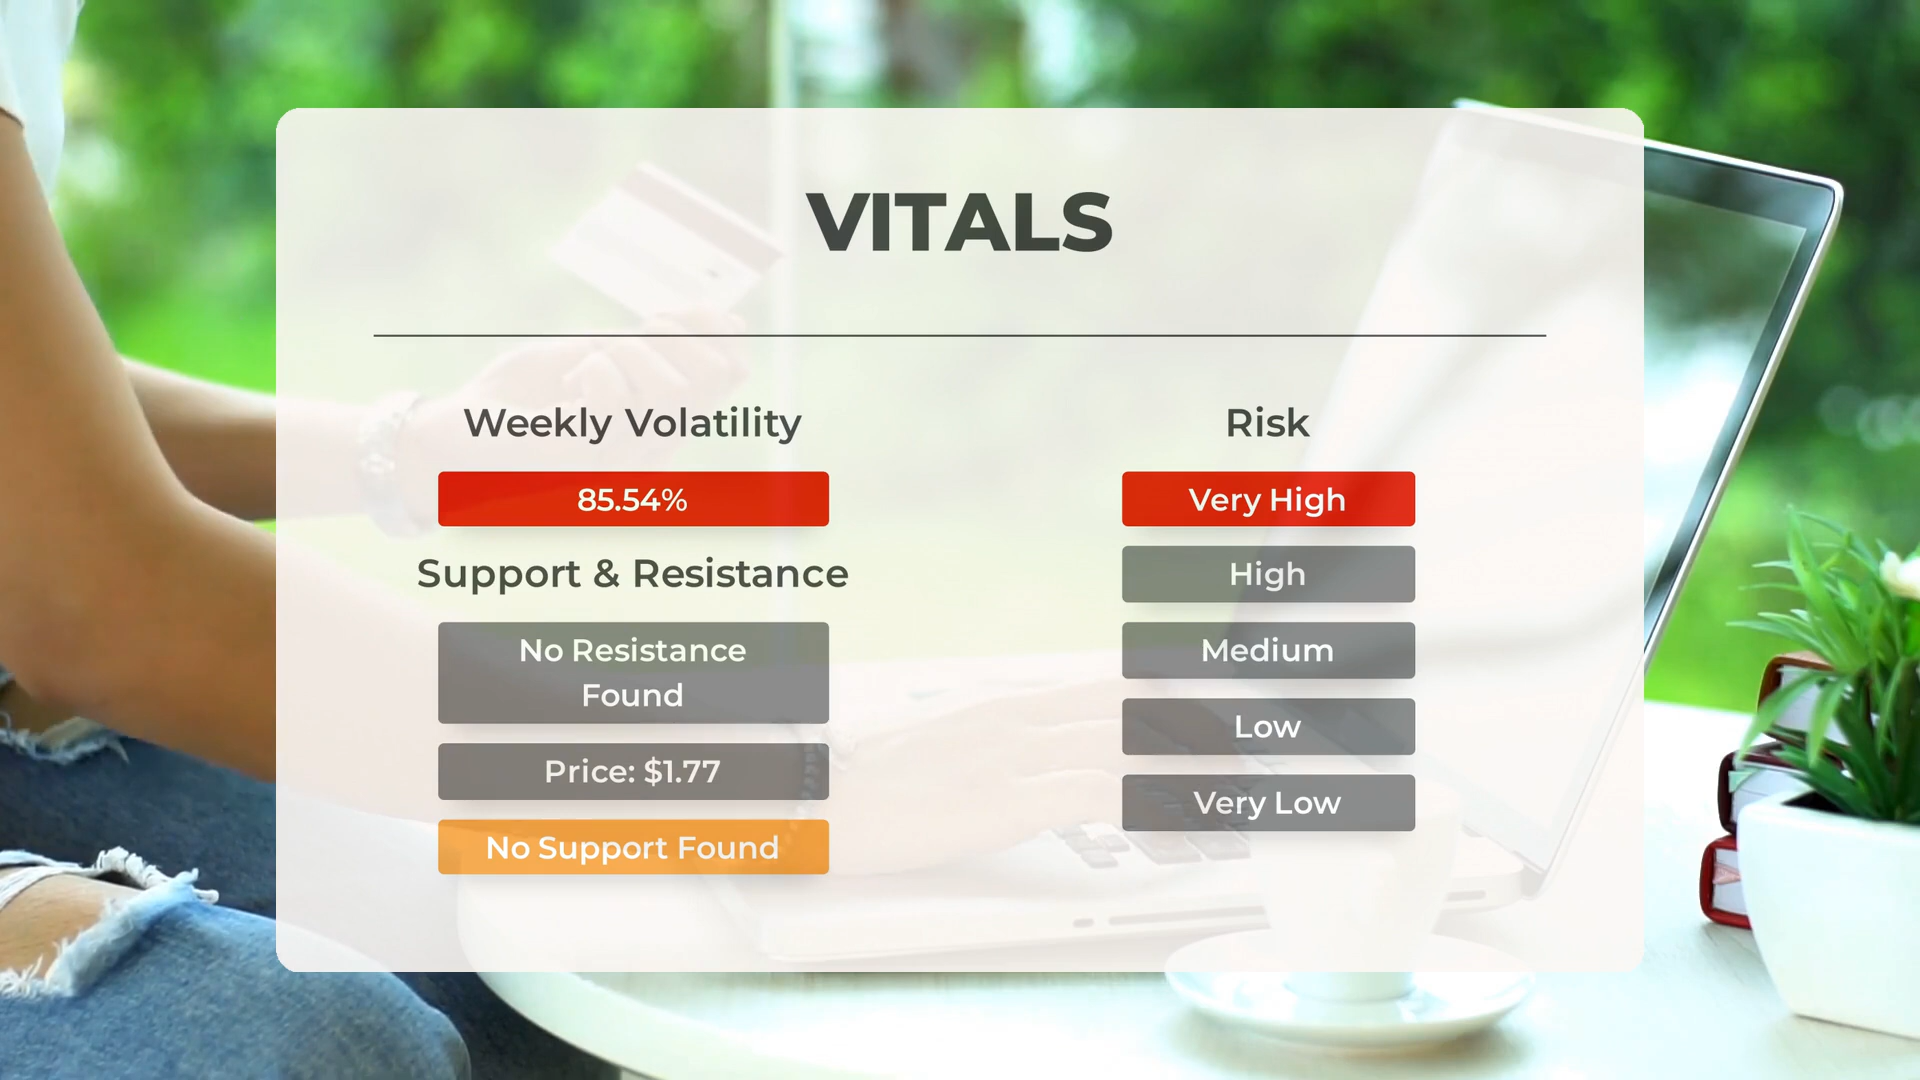 VITALS
Weekly Volatility
85.54%
Support & Resistance
No Resistance
Found
Price: $1.77
No Support Found
Risk
Very High
High
Medium
Low
Very Low